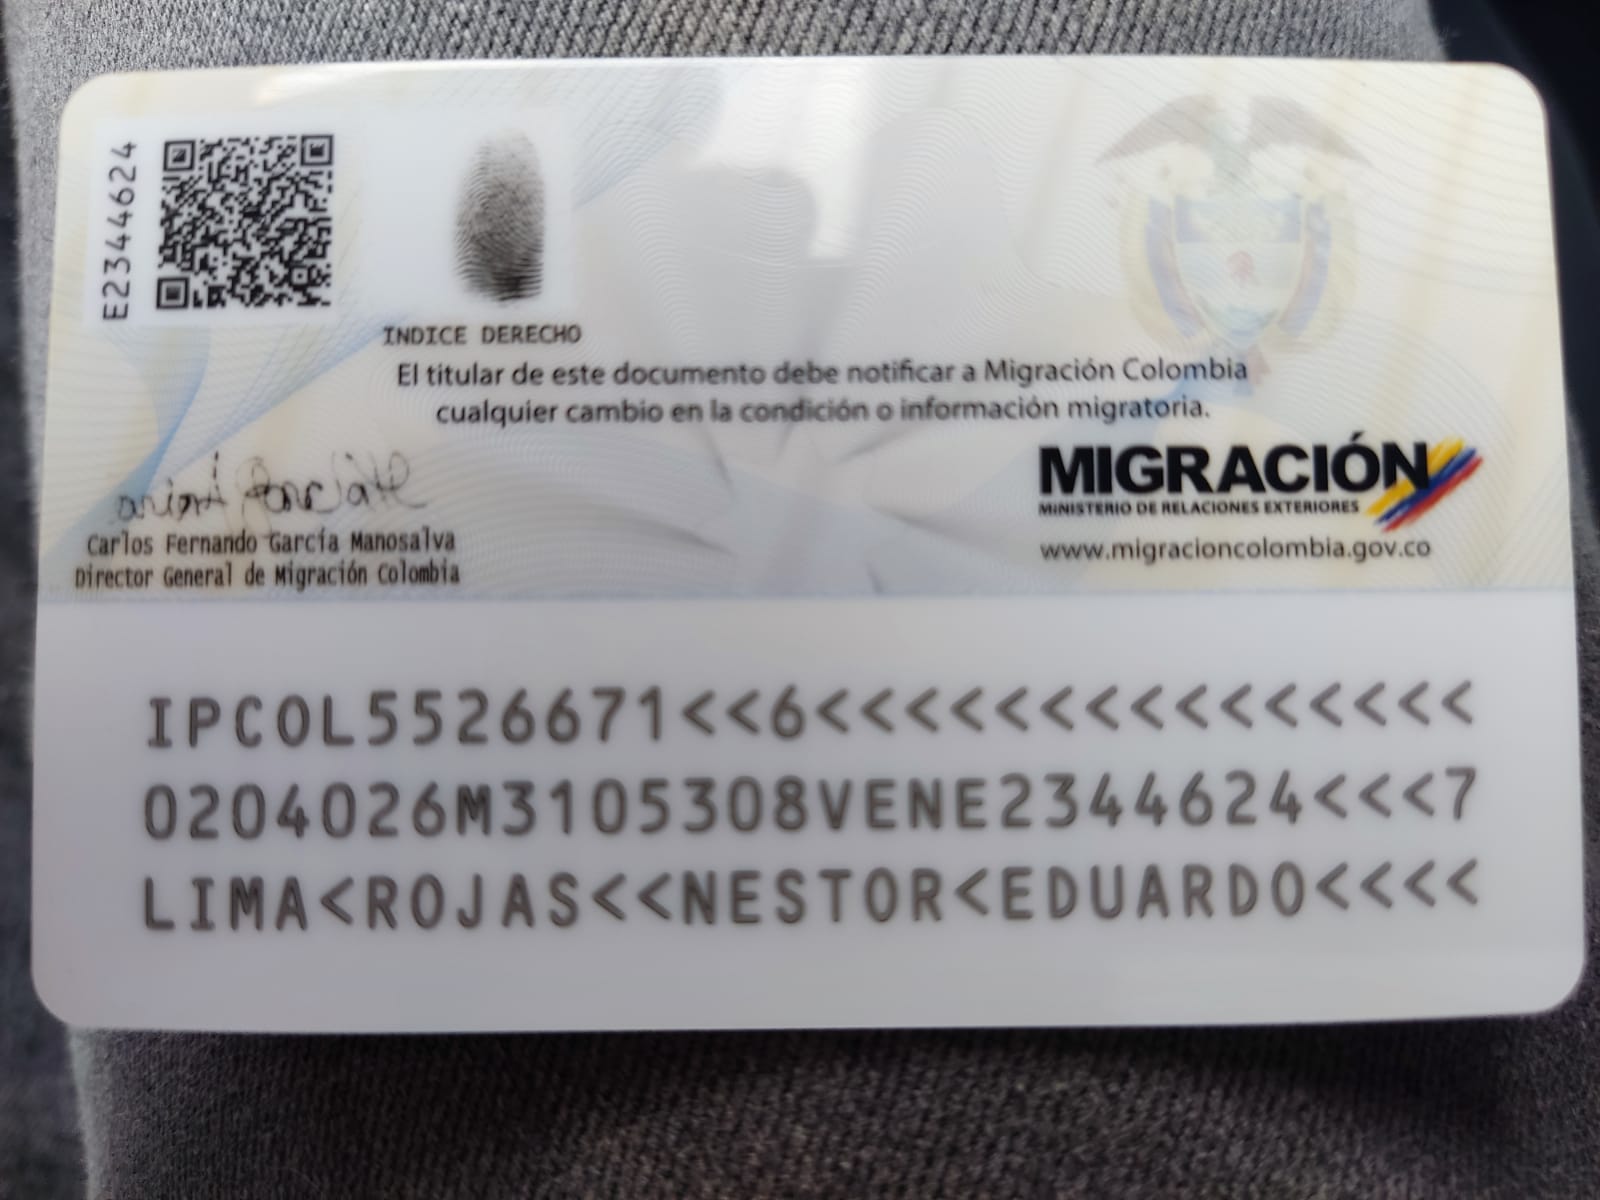 E2344624
INDICE DERECHO
El titular de este documento debe notificar a Migración Colombia
cualquier cambio en la condición o información migratoria.
MIGRACIÓN
MINISTERIO DE RELACIONES EXTERIORES
www.migracioncolombia.gov.co
Carlos Fernando García Manosalva
Director General de Migración Colombia
IPCOL5526671<<6<<<<<<<<<<<<<<<
0204026M3105308VENE2344624<<<7
LIMA<ROJAS<<NESTOR<EDUARDO<<<<